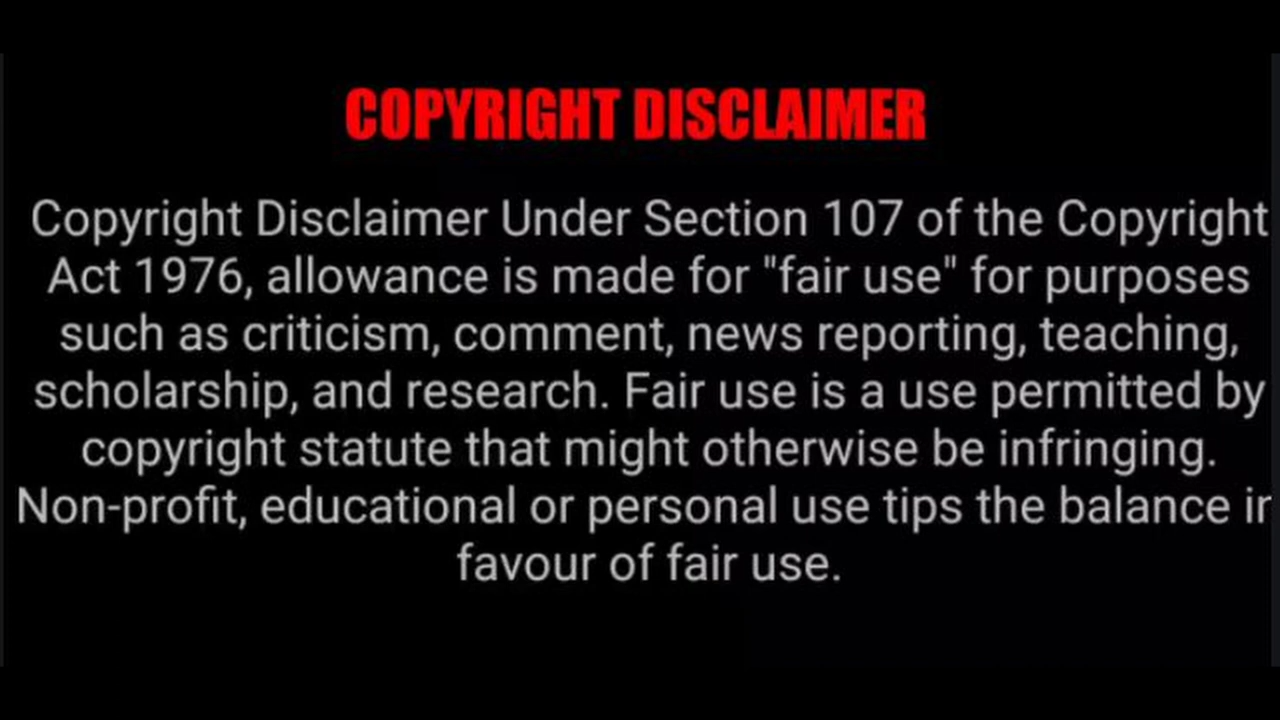 COPYRIGHT DISCLAIMER
Copyright Disclaimer Under Section 107 of the Copyright
Act 1976, allowance is made for "fair use" for purposes
such as criticism, comment, news reporting, teaching,
scholarship, and research. Fair use is a use permitted by
copyright statute that might otherwise be infringing.
Non-profit, educational or personal use tips the balance in
favour of fair use.